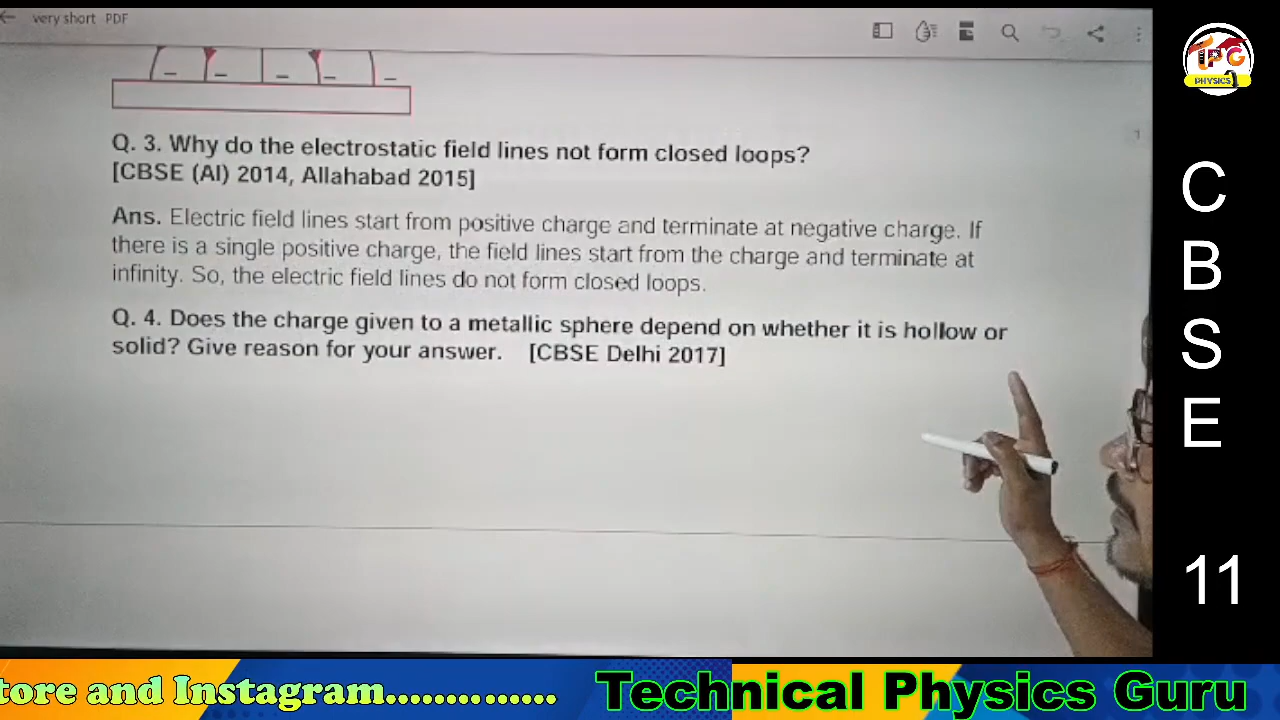 very short PDF
Q. 3. Why do the electrostatic field lines not form closed loops?
[CBSE (AI) 2014, Allahabad 2015]
Ans. Electric field lines start from positive charge and terminate at negative charge. If
there is a single positive charge, the field lines start from the charge and terminate at
infinity. So, the electric field lines do not form closed loops.
Q. 4. Does the charge given to a metallic sphere depend on whether it is hollow or
solid? Give reason for your answer. [CBSE Delhi 2017]
TPG
PHYSICS
C
B
S
E
11
tore and Instagram..............
Technical Physics Guru